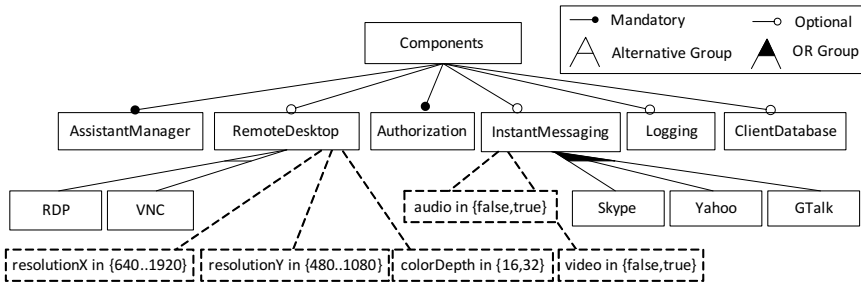 Mandatory
Optional
Alternative Group
OR Group
Components
AssistantManager
RemoteDesktop
Authorization
InstantMessaging
Logging
ClientDatabase
RDP
VNC
audio in {false,true}
Skype
Yahoo
GTalk
resolutionX in {640..1920}
resolutionY in {480..1080}
colorDepth in {16,32}
video in {false,true}